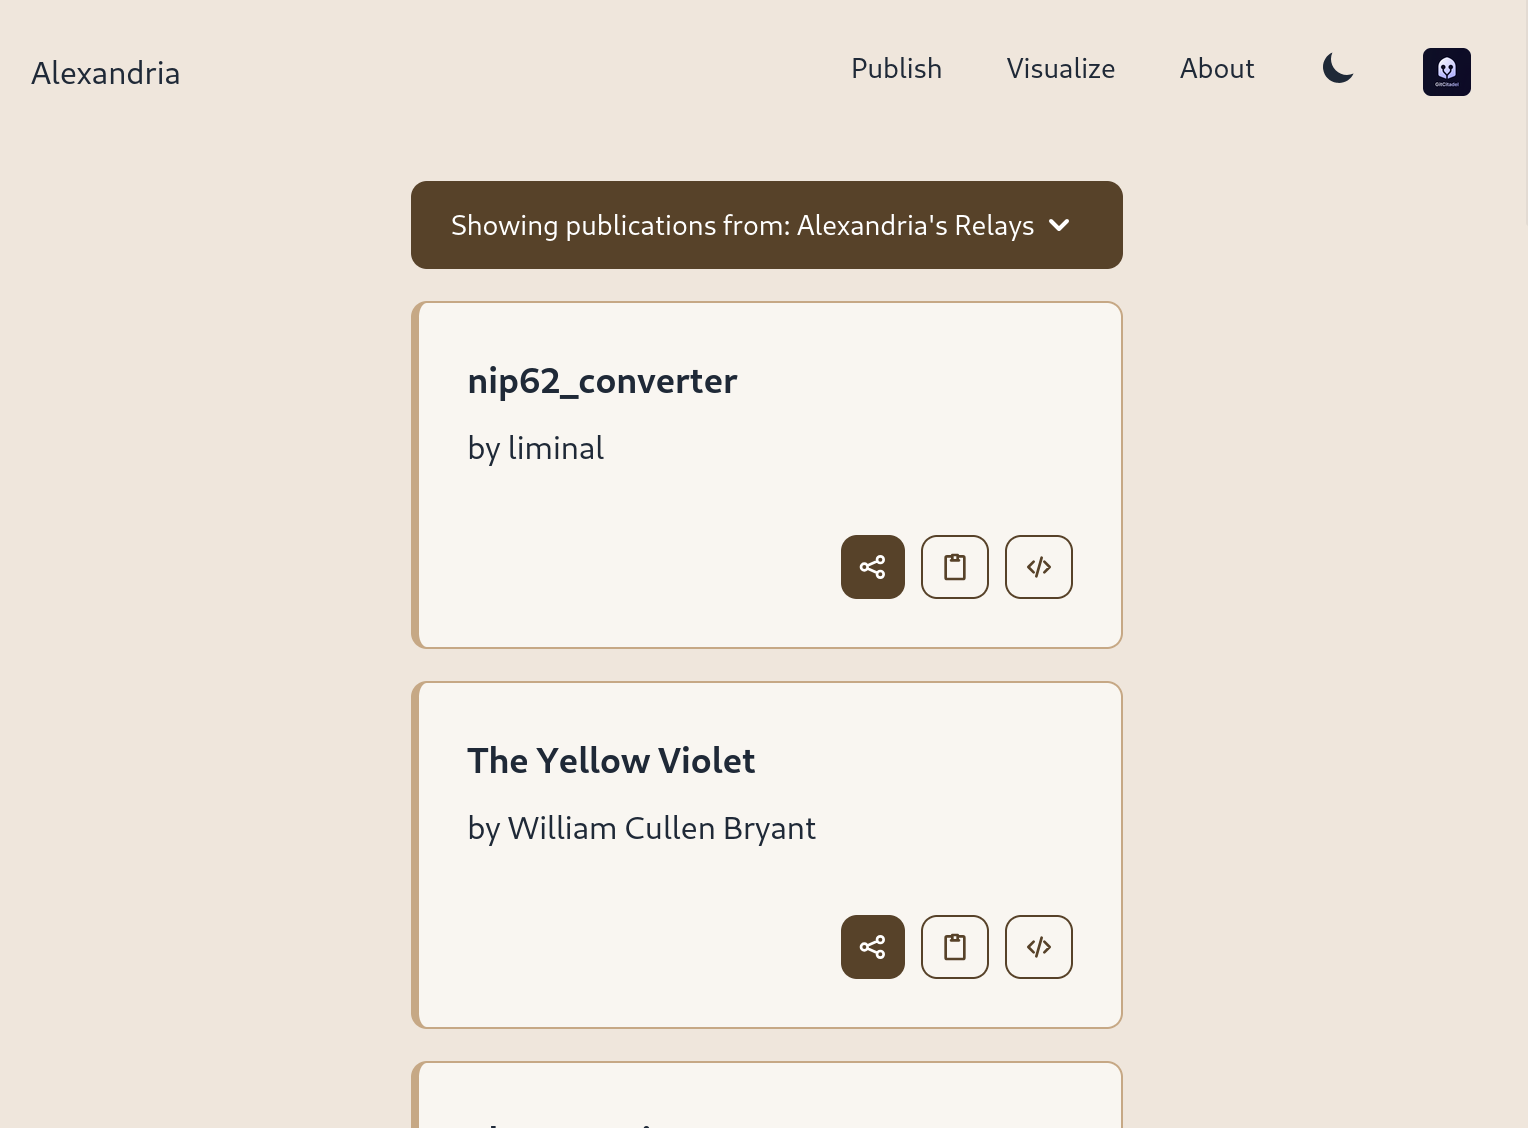 Alexandria
Publish
Visualize
About
GitCitadel
Showing publications from: Alexandria's Relays
nip62_converter
by liminal
The Yellow Violet
by William Cullen Bryant